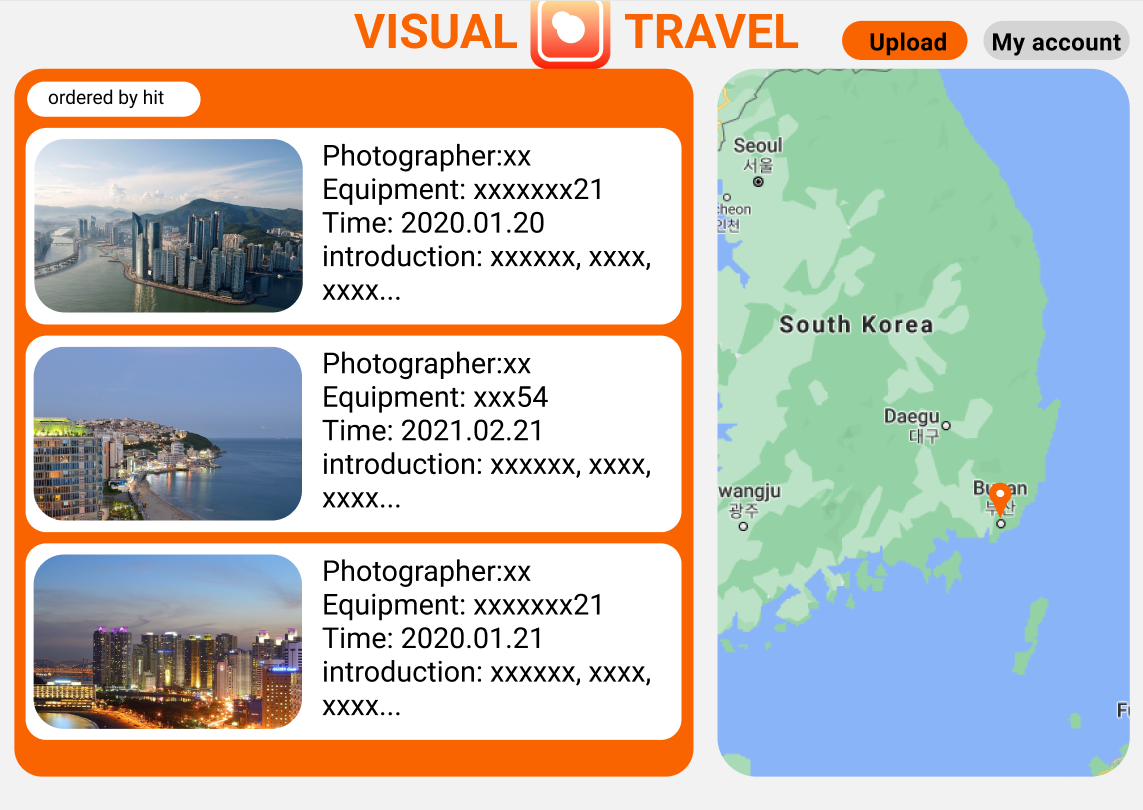 VISUAL TRAVEL
Upload
My account
ordered by hit
Photographer:xx
Equipment: xxxxxxx21
Time: 2020.01.20
introduction: xxxxxx, xxxx,
xxxx...
Photographer:xx
Equipment: xxx54
Time: 2021.02.21
introduction: xxxxxx, xxxx,
xxxx...
Photographer:xx
Equipment: xxxxxxx21
Time: 2020.01.21
introduction: xxxxxx, xxxx,
xxxx...
Seoul
서울
cheon
인천
South Korea
Daegu
대구
Busan
부산
wangju
광주